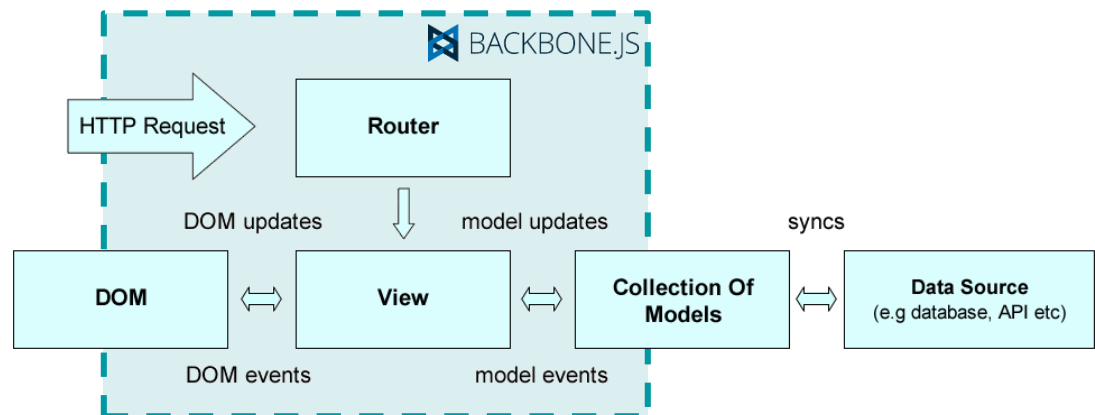 BACKBONE.JS
HTTP Request
Router
DOM updates
model updates
syncs
DOM
View
Collection Of
Models
Data Source
(e.g database, API etc)
DOM events
model events